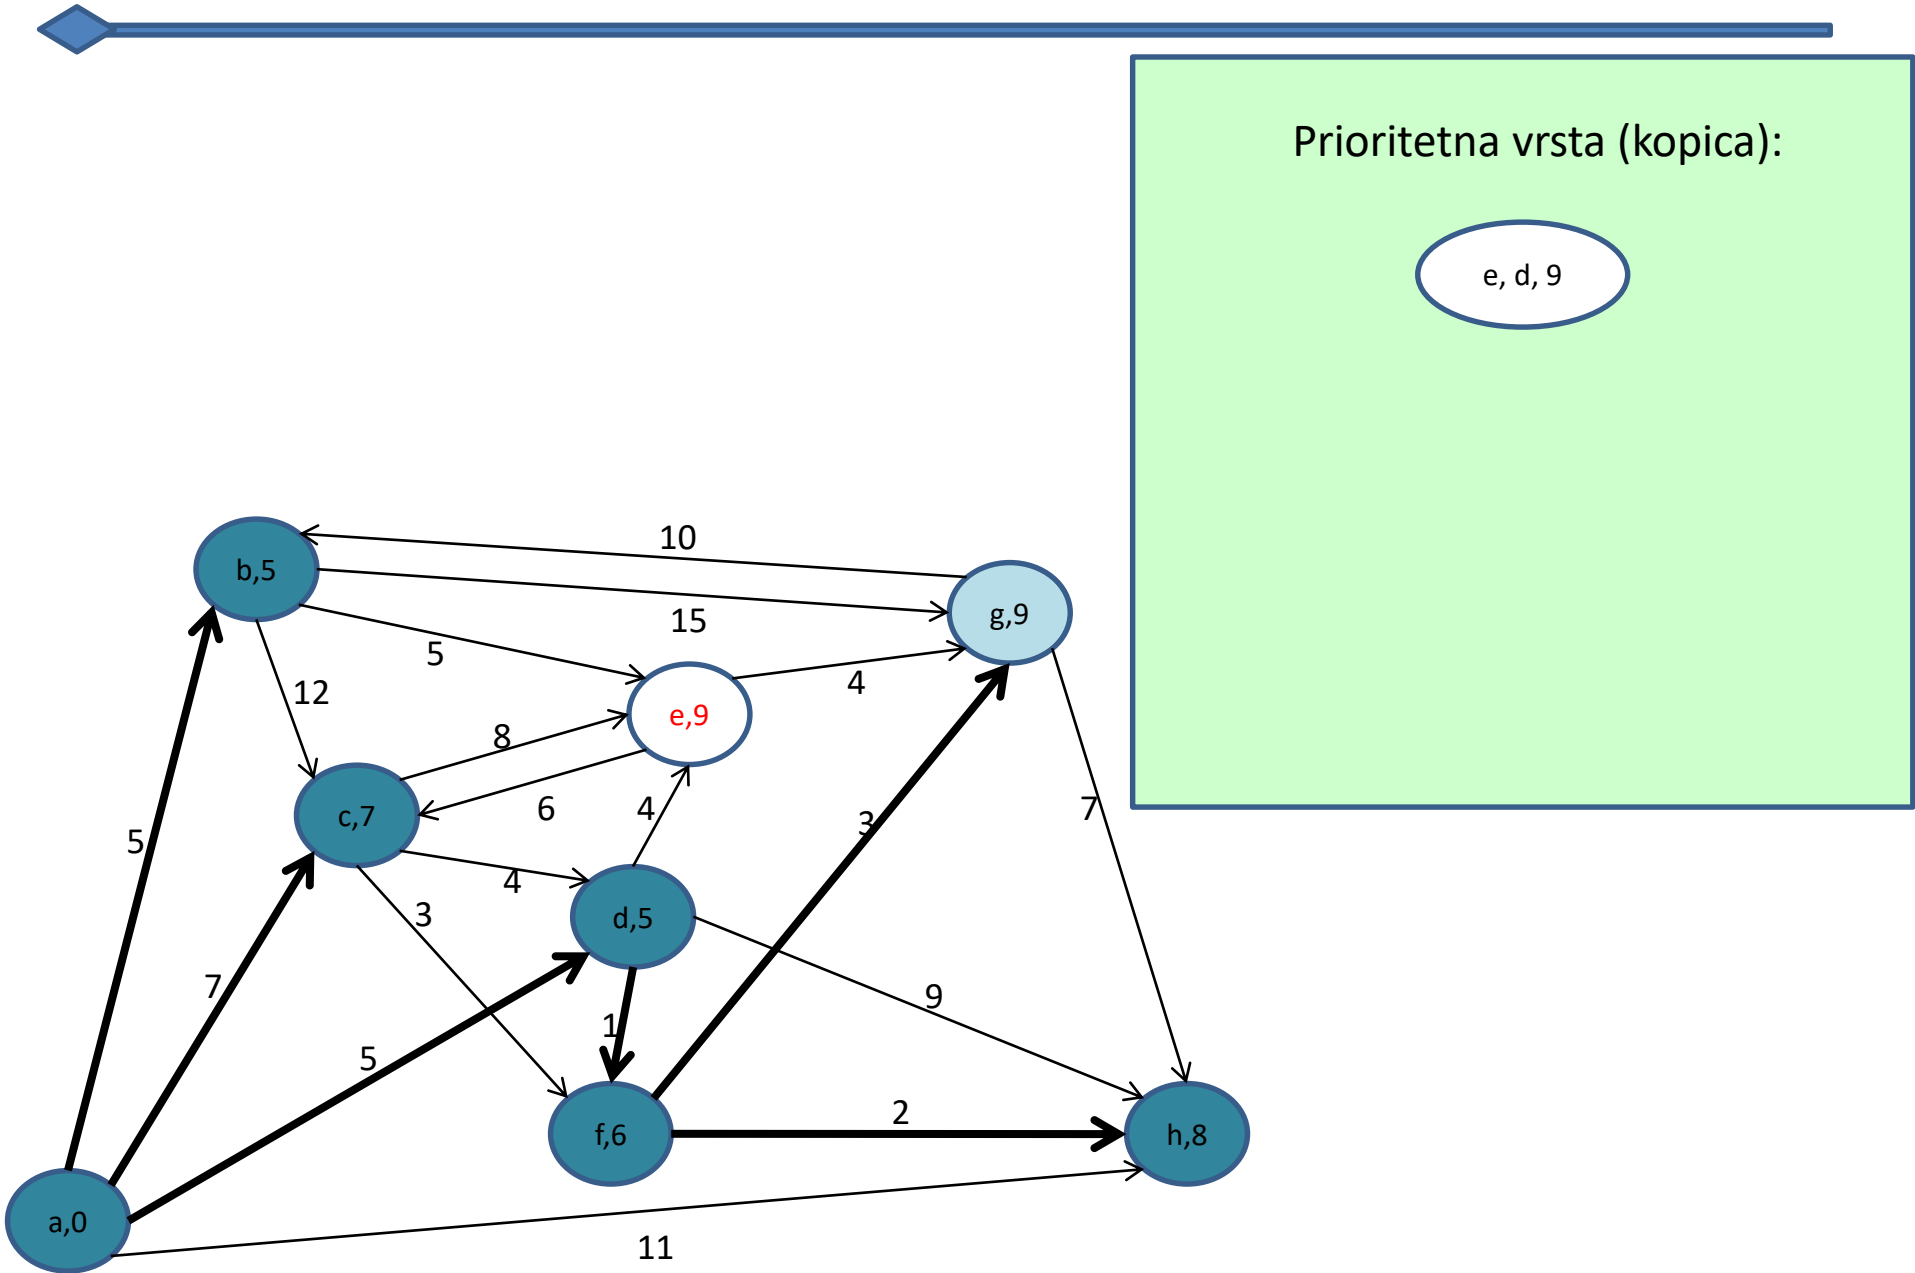 Prioritetna vrsta (kopica):
e, d, 9
10
b,5
g,9
15
5
4
12
e,9
8
6
4
7
c,7
3
5
4
3
d,5
7
9
1
5
2
f,6
h,8
a,0
11